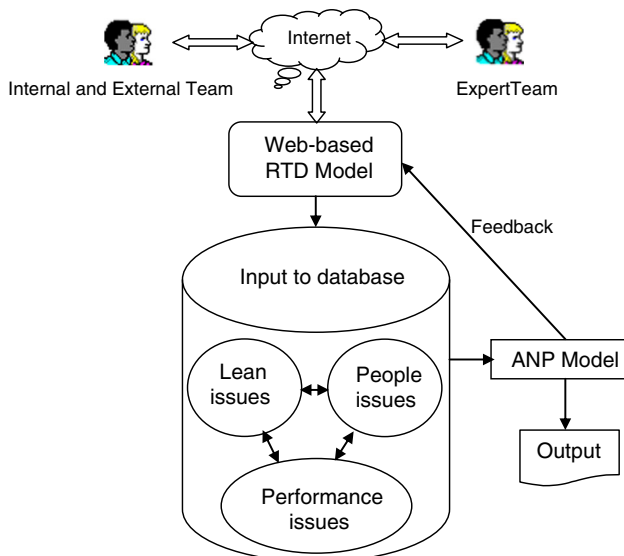 Internet
Internal and External Team
ExpertTeam
Web-based
RTD Model
Feedback
Input to database
Lean
issues
People
issues
ANP Model
Performance
issues
Output